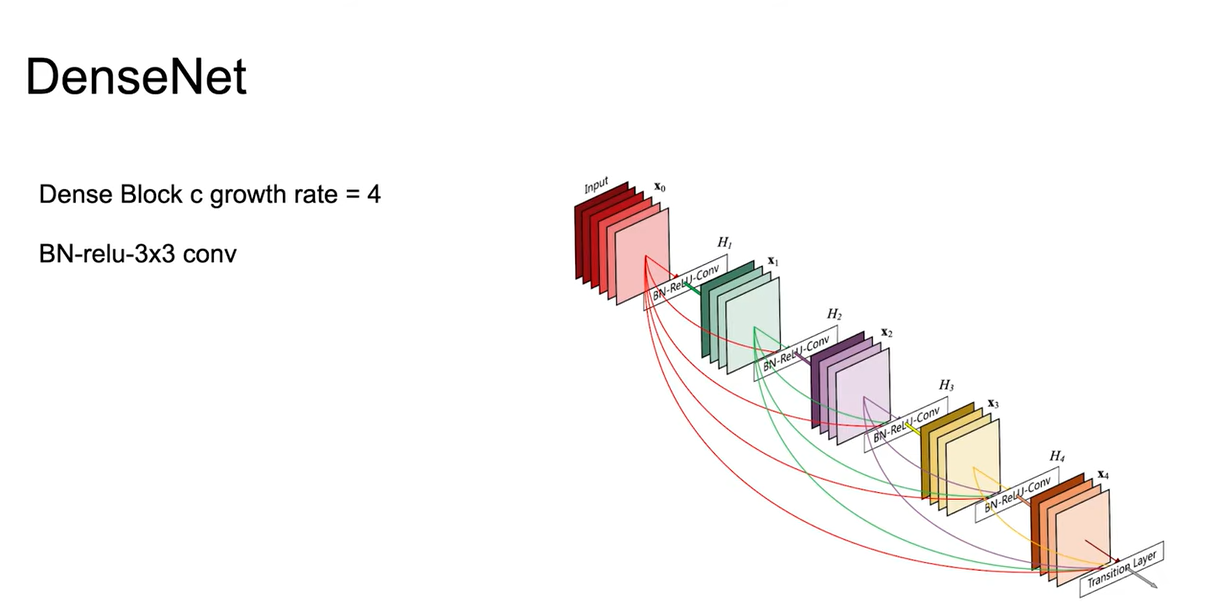 DenseNet
Dense Block c growth rate = 4
BN-relu-3x3 conv
Input
x₀
H₁
BN-ReLU-Conv
x₁
H₂
BN-ReLU-Conv
x₂
H₃
BN-ReLU-Conv
x₃
H₄
BN-ReLU-Conv
x₄
Transition Layer